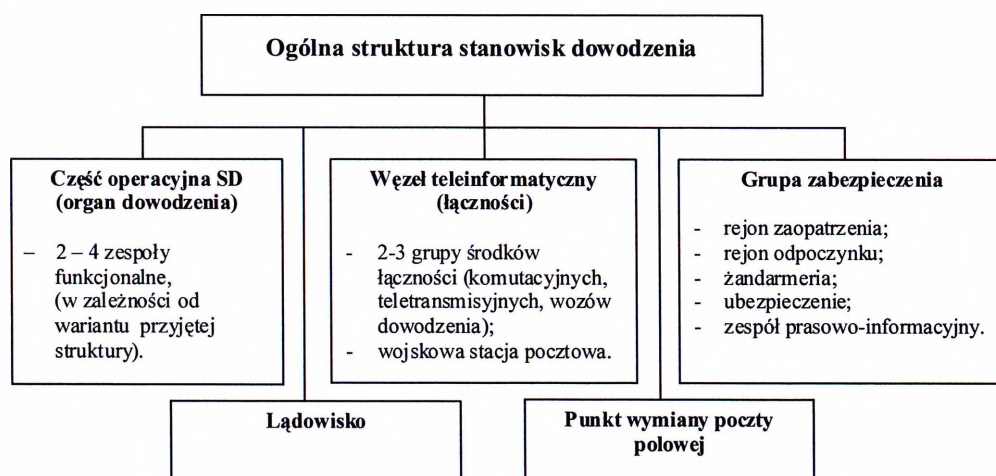 Ogólna struktura stanowisk dowodzenia
Część operacyjna SD
(organ dowodzenia)
– 2 – 4 zespoły
funkcjonalne,
(w zależności od
wariantu przyjętej
struktury).
Węzeł teleinformatyczny
(łączności)
- 2-3 grupy środków
łączności (komutacyjnych,
teletransmisyjnych, wozów
dowodzenia);
- wojskowa stacja pocztowa.
Grupa zabezpieczenia
- rejon zaopatrzenia;
- rejon odpoczynku;
- żandarmeria;
- ubezpieczenie;
- zespół prasowo-informacyjny.
Lądowisko
Punkt wymiany poczty
polowej